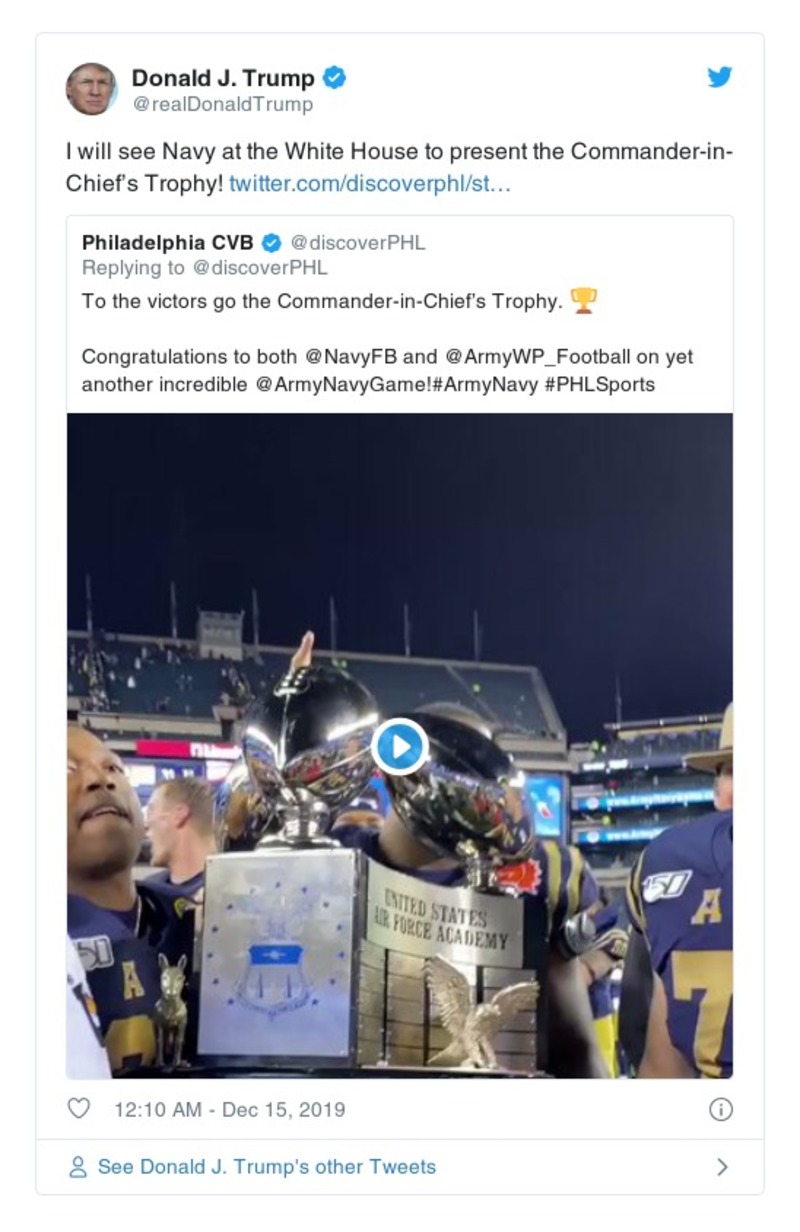 Donald J. Trump
@realDonaldTrump
I will see Navy at the White House to present the Commander-in-
Chief’s Trophy! twitter.com/discoverphl/st…
Philadelphia CVB @discoverPHL
Replying to @discoverPHL
To the victors go the Commander-in-Chief’s Trophy. 🏆
Congratulations to both @NavyFB and @ArmyWP_Football on yet
another incredible @ArmyNavyGame!#ArmyNavy #PHLSports
UNITED STATES
AIR FORCE ACADEMY
150
A
150
A
7
12:10 AM - Dec 15, 2019
See Donald J. Trump's other Tweets